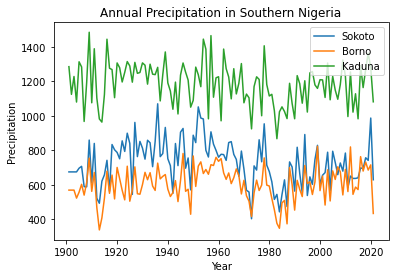 Annual Precipitation in Southern Nigeria
Sokoto
Borno
Kaduna
1400
1200
1000
800
600
400
Precipitation
1900
1920
1940
1960
1980
2000
2020
Year